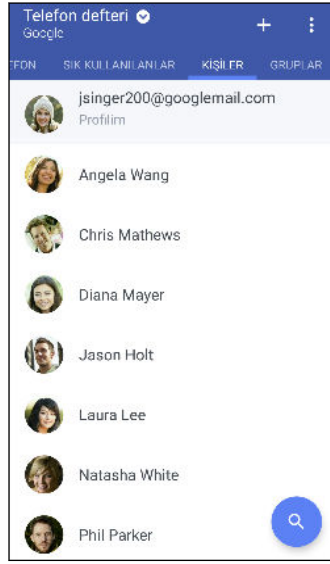 Telefon defteri
Google
FON SIK KULLANILANLAR KİŞİLER GRUPLAR
jsinger200@googlemail.com
Profilim
Angela Wang
Chris Mathews
Diana Mayer
Jason Holt
Laura Lee
Natasha White
Phil Parker